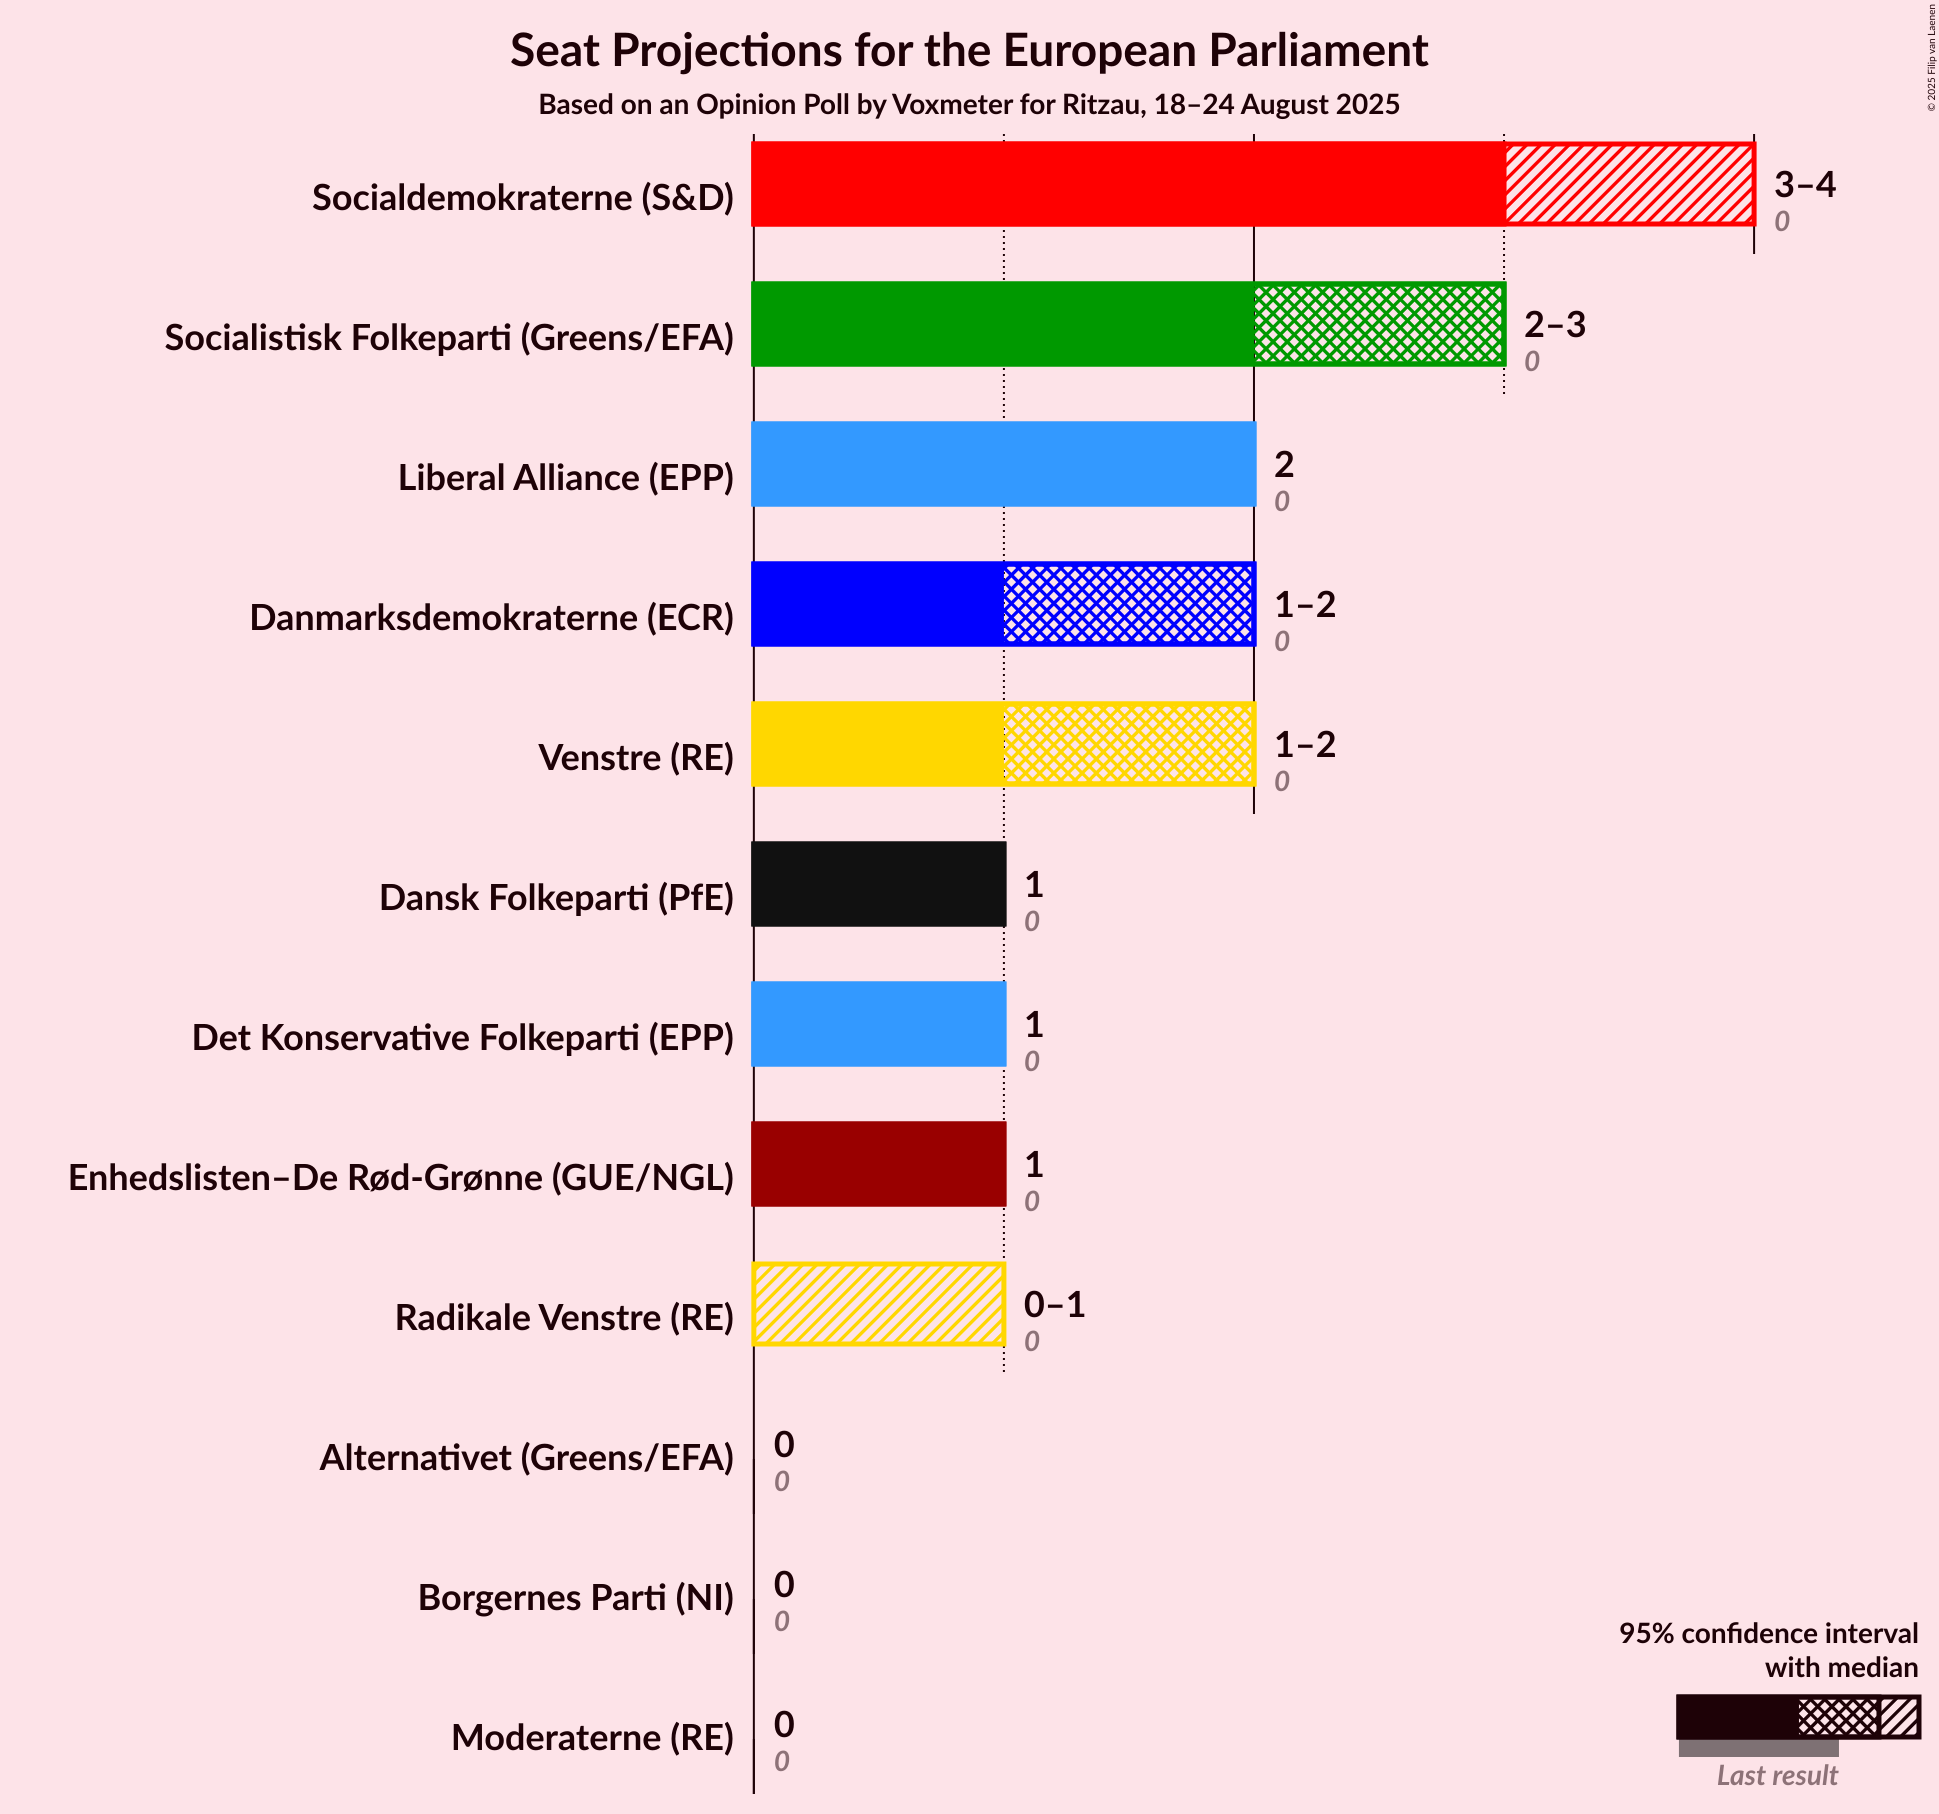 Seat Projections for the European Parliament
Based on an Opinion Poll by Voxmeter for Ritzau, 18–24 August 2025
© 2025 Filip van Laenen
Socialdemokraterne (S&D)
3–4
0
Socialistisk Folkeparti (Greens/EFA)
2–3
0
Liberal Alliance (EPP)
2
0
Danmarksdemokraterne (ECR)
1–2
0
Venstre (RE)
1–2
0
Dansk Folkeparti (PfE)
1
0
Det Konservative Folkeparti (EPP)
1
0
Enhedslisten–De Rød-Grønne (GUE/NGL)
1
0
Radikale Venstre (RE)
0–1
0
Alternativet (Greens/EFA)
0
0
Borgernes Parti (NI)
0
0
Moderaterne (RE)
0
0
95% confidence interval
with median
Last result